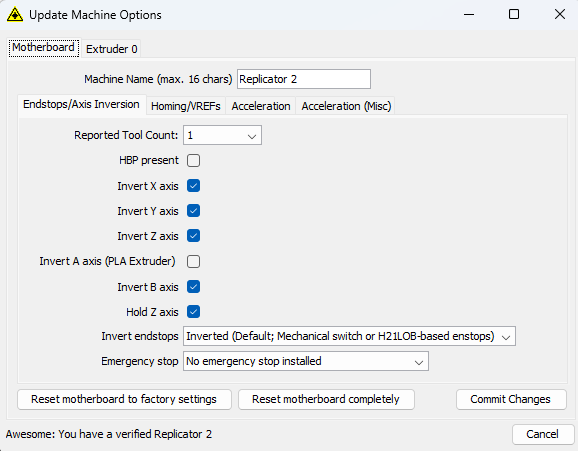 Update Machine Options
Motherboard Extruder 0
Machine Name (max. 16 chars) Replicator 2
Endstops/Axis Inversion Homing/VREFs Acceleration Acceleration (Misc)
Reported Tool Count: 1
HBP present
Invert X axis
Invert Y axis
Invert Z axis
Invert A axis (PLA Extruder)
Invert B axis
Hold Z axis
Invert endstops Inverted (Default; Mechanical switch or H21LOB-based enstops)
Emergency stop No emergency stop installed
Reset motherboard to factory settings Reset motherboard completely Commit Changes
Awesome: You have a verified Replicator 2 Cancel